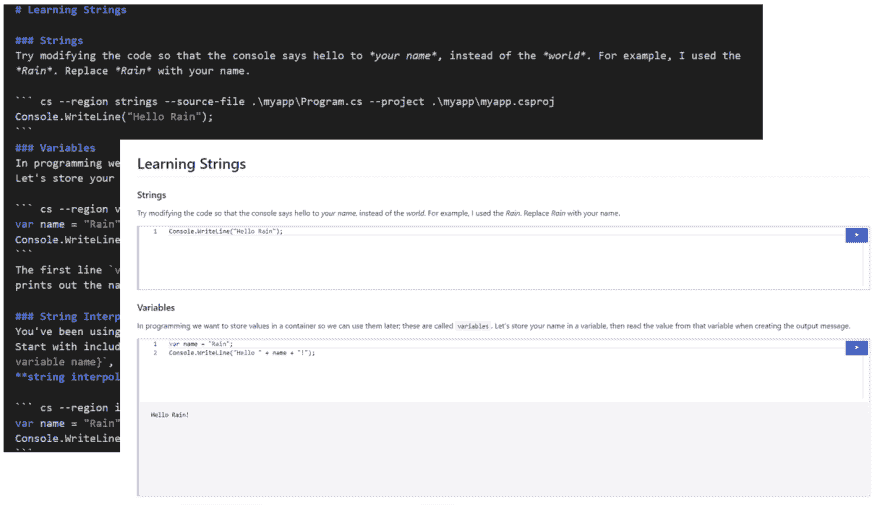 # Learning Strings
### Strings
Try modifying the code so that the console says hello to *your name*, instead of the *world*. For example, I used the
*Rain*. Replace *Rain* with your name.
``` cs --region strings --source-file .\myapp\Program.cs --project .\myapp\myapp.csproj
Console.WriteLine("Hello Rain");
```
### Variables
In programming we
Let's store your
``` cs --region v
var name = "Rain"
Console.WriteLine
```
The first line `v
prints out the na
### String Interp
You've been using
Start with includ
variable name}`,
**string interpol
``` cs --region i
var name = "Rain"
Console.WriteLine
```
Learning Strings
Strings
Try modifying the code so that the console says hello to your name, instead of the world. For example, I used the Rain. Replace Rain with your name.
1 Console.WriteLine("Hello Rain");
Variables
In programming we want to store values in a container so we can use them later; these are called variables. Let's store your name in a variable, then read the value from that variable when creating the output message.
1 var name = "Rain";
2 Console.WriteLine("Hello " + name + "!");
Hello Rain!